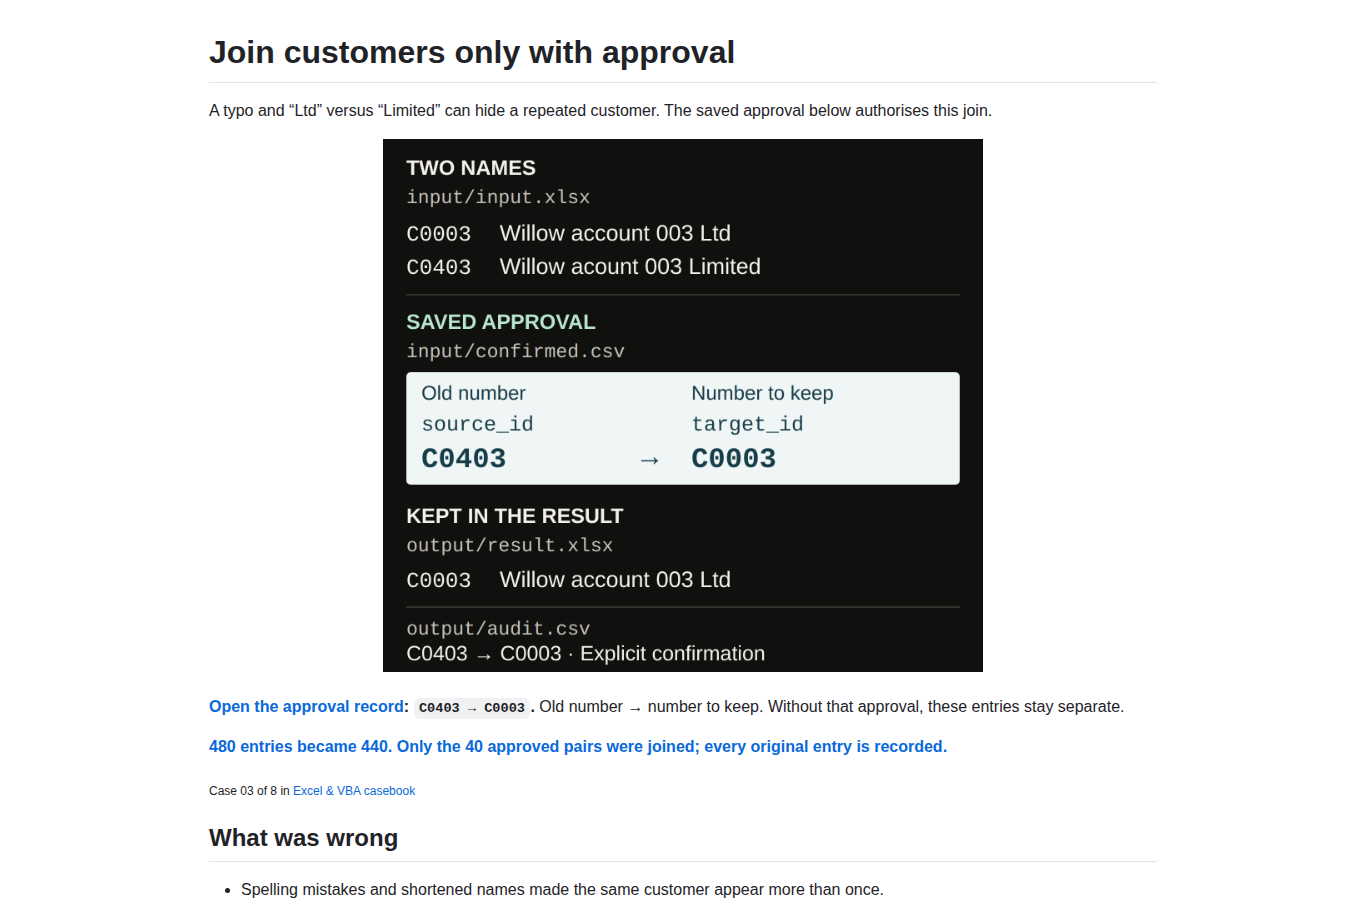 Join customers only with approval
A typo and “Ltd” versus “Limited” can hide a repeated customer. The saved approval below authorises this join.
TWO NAMES
input/input.xlsx
C0003 Willow account 003 Ltd
C0403 Willow acount 003 Limited
SAVED APPROVAL
input/confirmed.csv
Old number Number to keep
source_id target_id
C0403 → C0003
KEPT IN THE RESULT
output/result.xlsx
C0003 Willow account 003 Ltd
output/audit.csv
C0403 → C0003 · Explicit confirmation
Open the approval record: C0403 → C0003. Old number → number to keep. Without that approval, these entries stay separate.
480 entries became 440. Only the 40 approved pairs were joined; every original entry is recorded.
Case 03 of 8 in Excel & VBA casebook
What was wrong
• Spelling mistakes and shortened names made the same customer appear more than once.